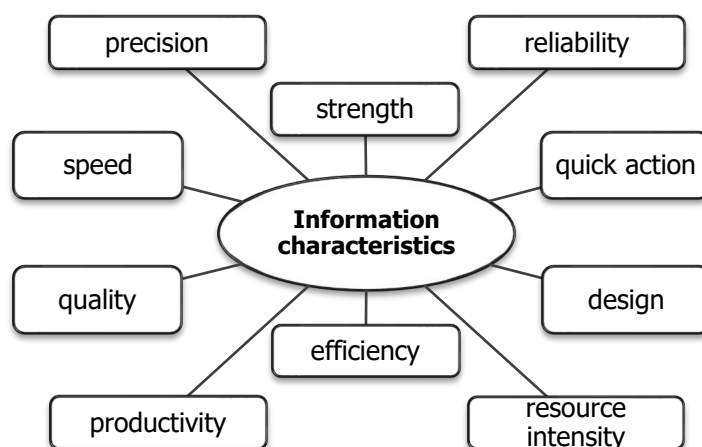 precision
reliability
strength
speed
quick action
Information
characteristics
quality
design
efficiency
productivity
resource
intensity